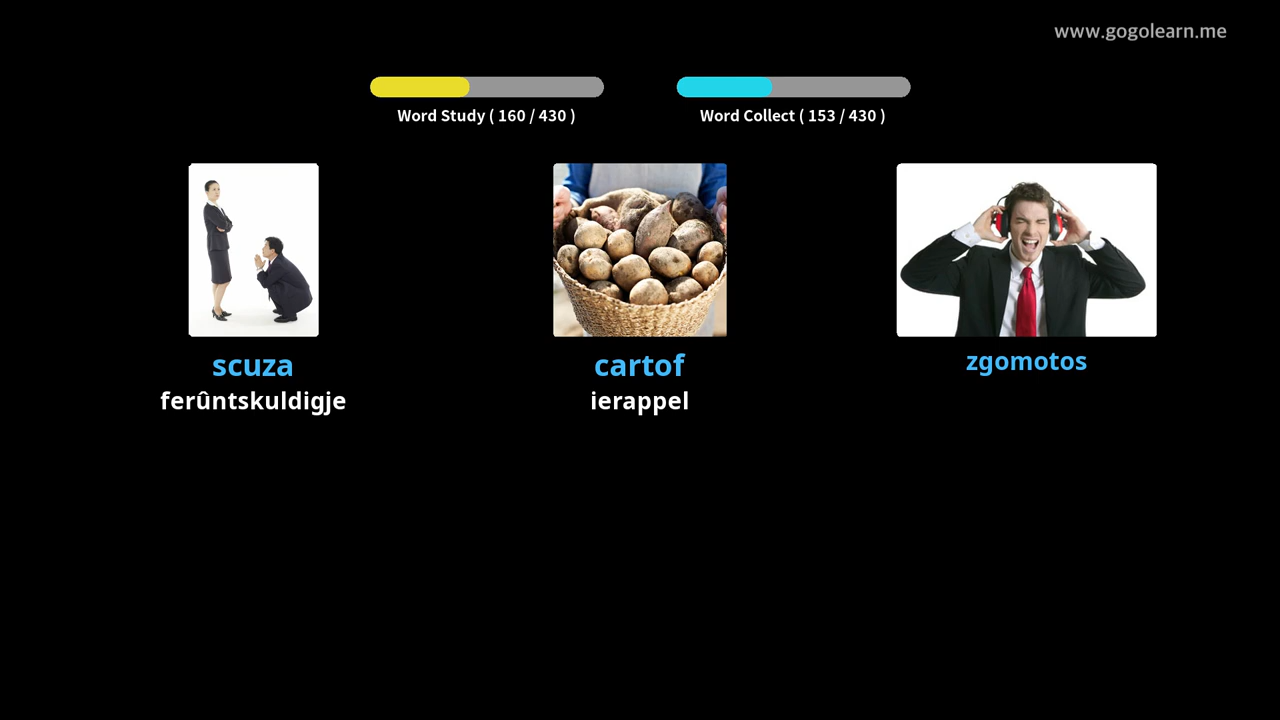 www.gogolearn.me
Word Study ( 160 / 430 )
Word Collect ( 153 / 430 )
scuza
ferûntskuldigje
cartof
ierappel
zgomotos